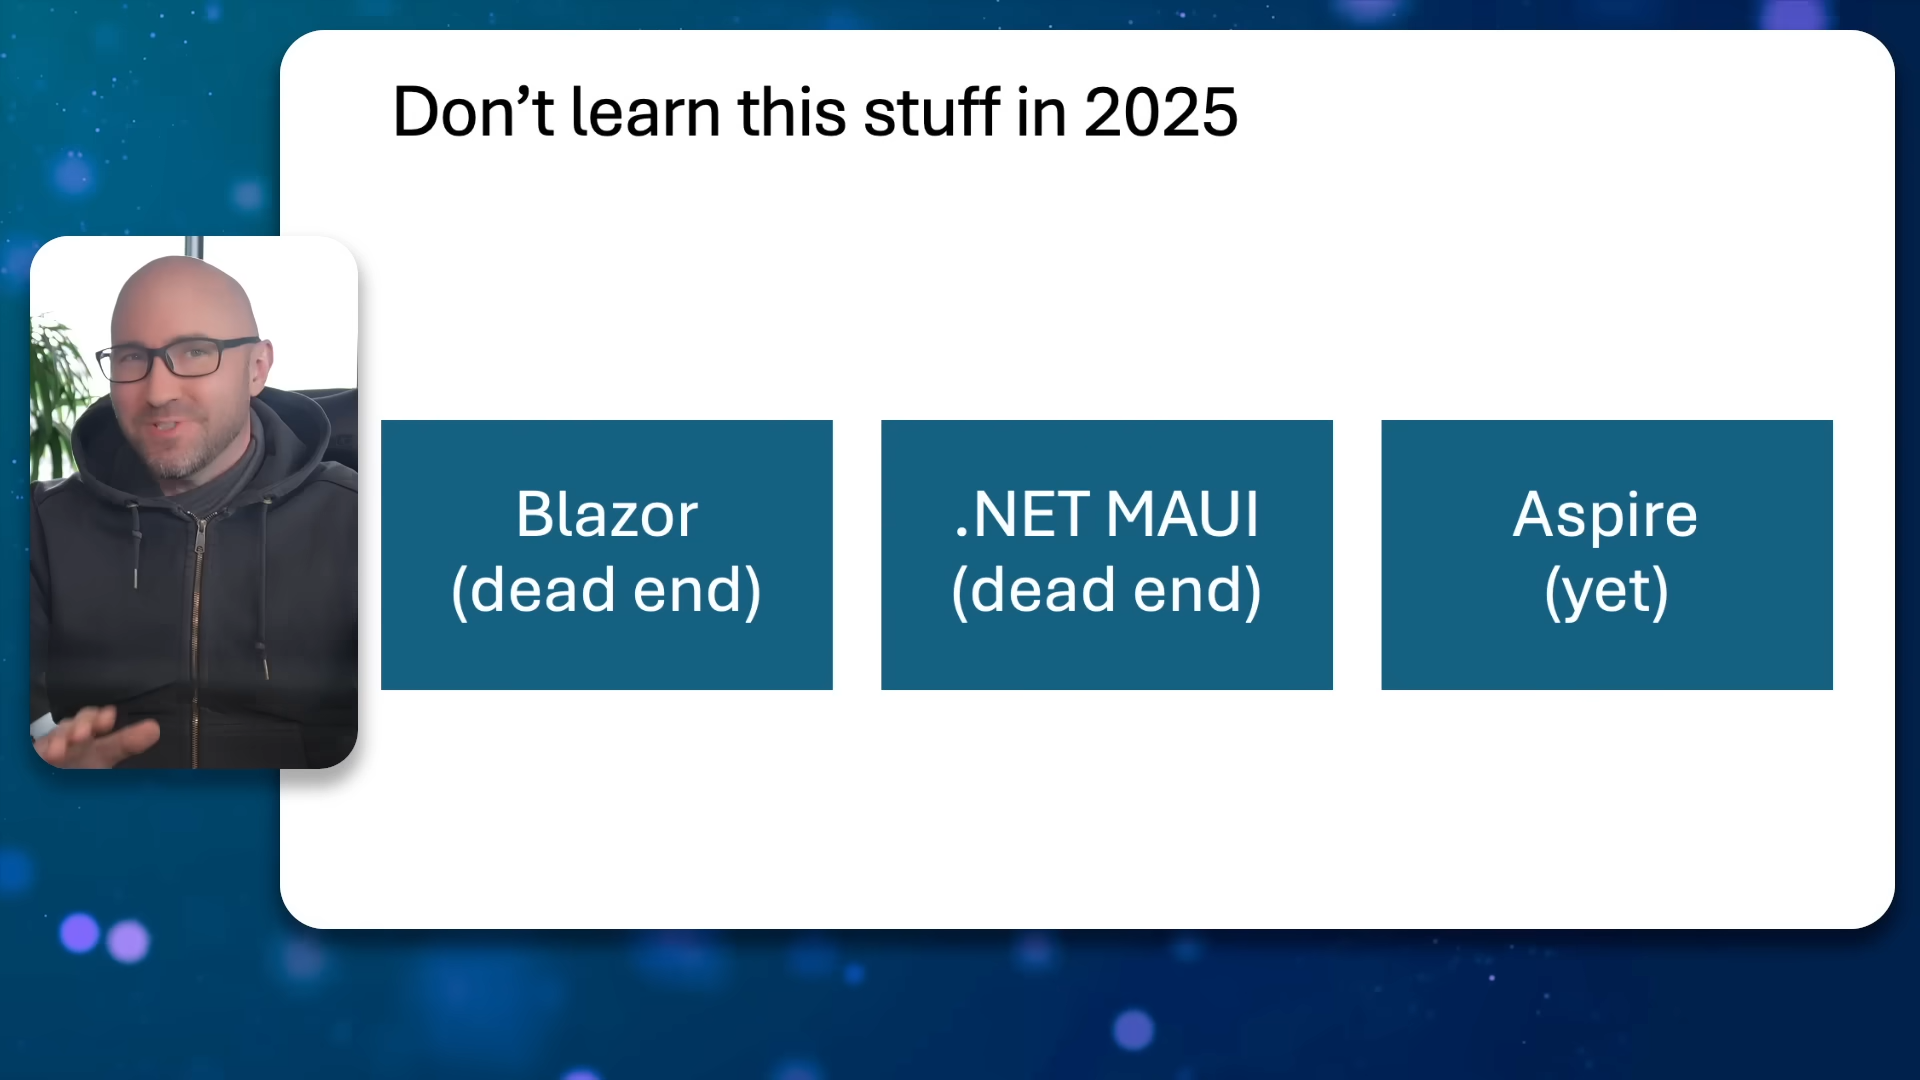 Don’t learn this stuff in 2025
Blazor
(dead end)
.NET MAUI
(dead end)
Aspire
(yet)